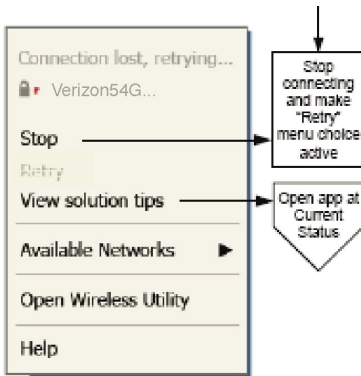 Connection lost, retrying...
Verizon54G...
Stop
Retry
View solution tips
Available Networks
Open Wireless Utility
Help
Stop
connecting
and make
"Retry"
menu choice
active
Open app at
Current
Status